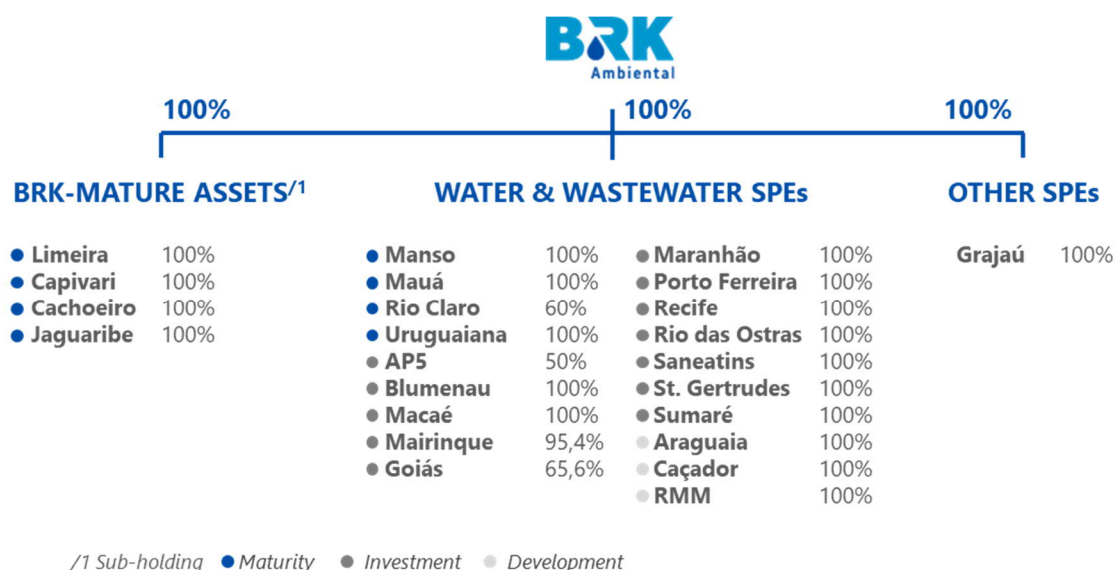 BRK
Ambiental
100% 100% 100%
BRK-MATURE ASSETS/1
Limeira 100%
Capivari 100%
Cachoeiro 100%
Jaguaribe 100%
WATER & WASTEWATER SPEs
Manso 100%
Mauá 100%
Rio Claro 60%
Uruguaiana 100%
AP5 50%
Blumenau 100%
Macaé 100%
Mairinque 95,4%
Goiás 65,6%
Maranhão 100%
Porto Ferreira 100%
Recife 100%
Rio das Ostras 100%
Saneatins 100%
St. Gertrudes 100%
Sumaré 100%
Araguaia 100%
Caçador 100%
RMM 100%
OTHER SPEs
Grajaú 100%
/1 Sub-holding Maturity Investment Development